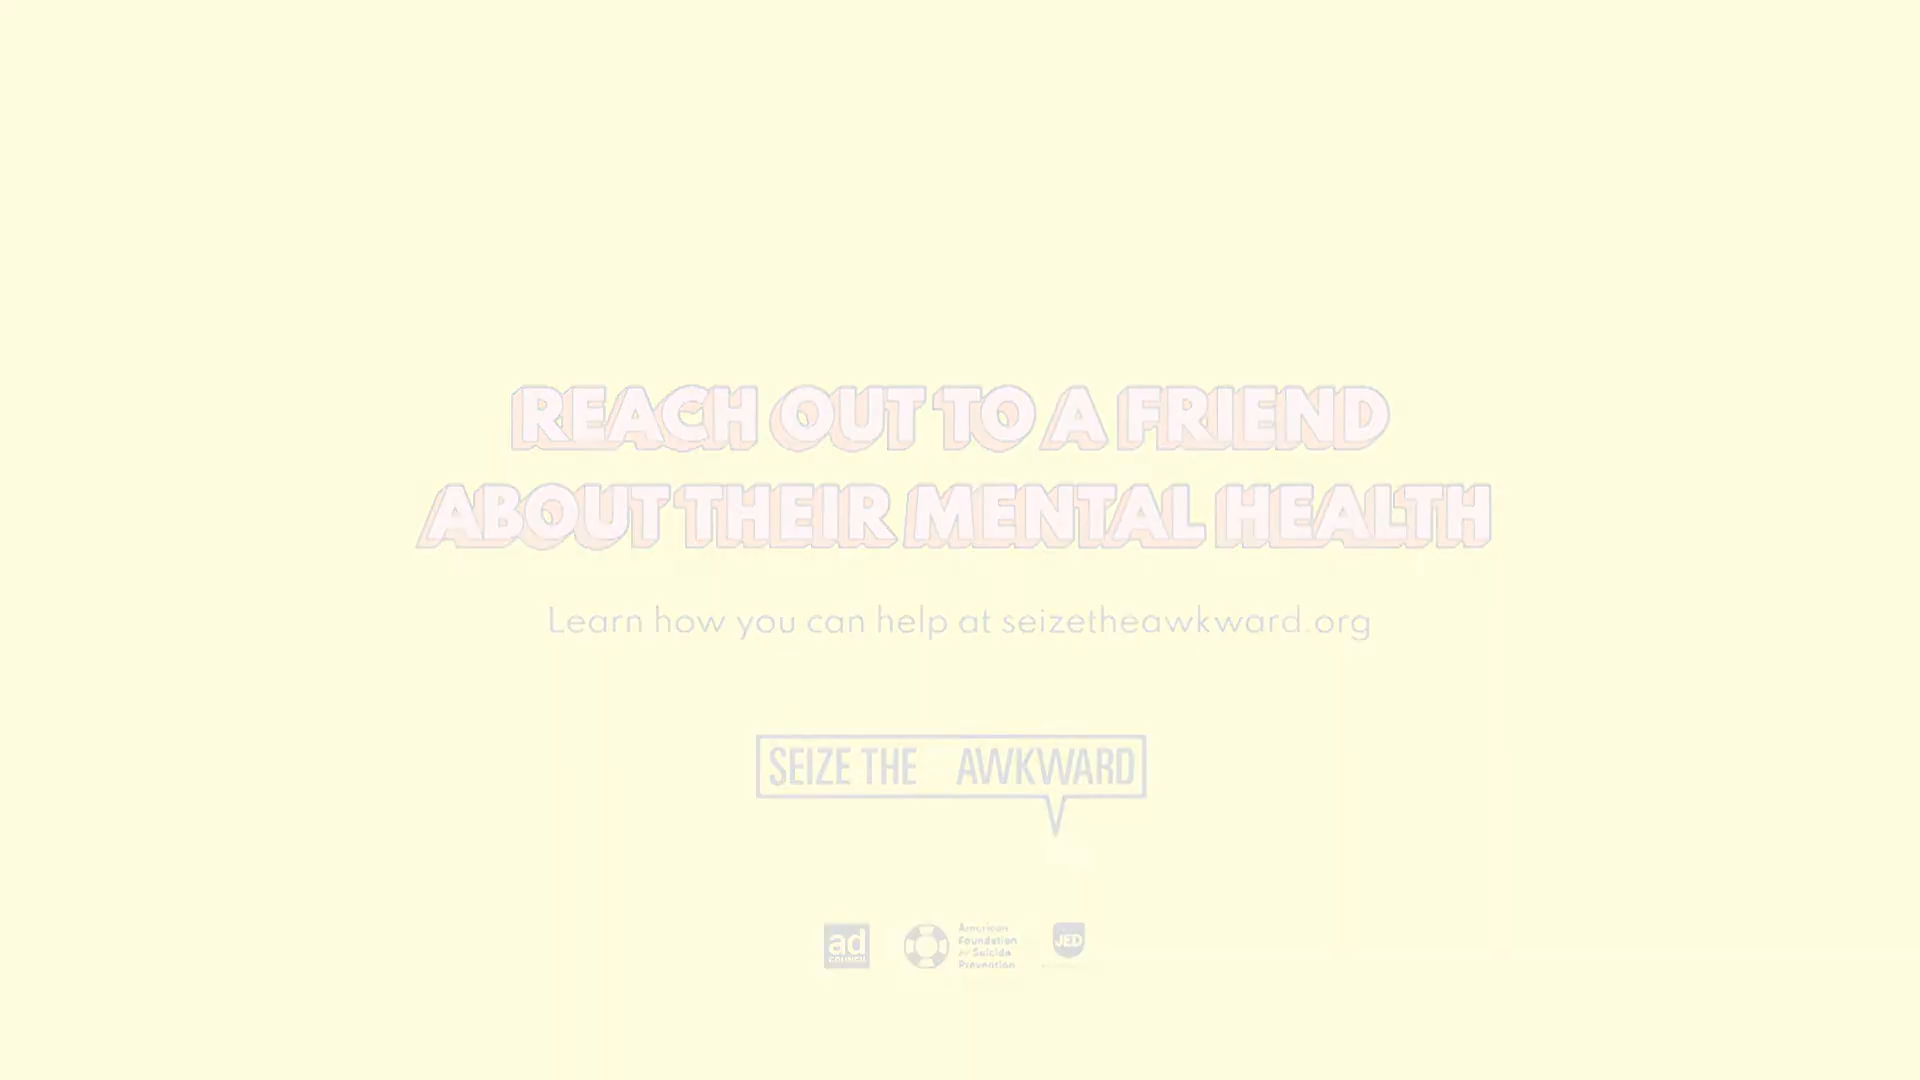 REACH OUT TO A FRIEND
ABOUT THEIR MENTAL HEALTH
Learn how you can help at seizetheawkward.org
SEIZE THE AWKWARD
ad
COUNCIL
American
Foundation
for Suicide
Prevention
JED